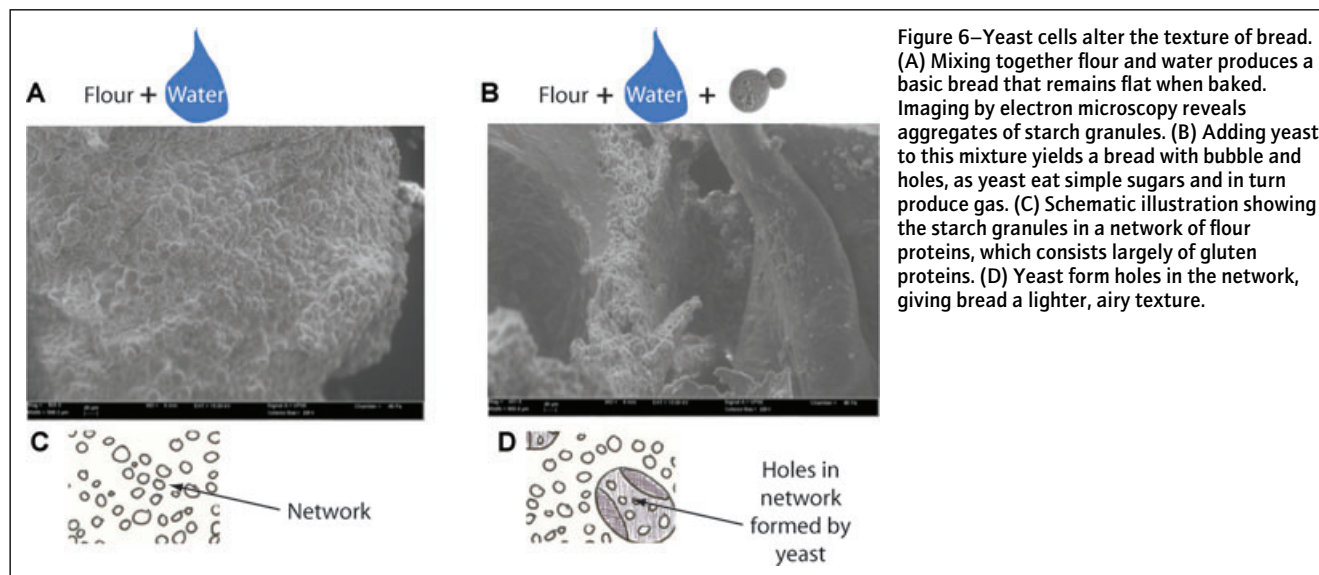 A
Flour + Water
B
Flour + Water +
C
Network
D
Holes in
network
formed by
yeast
Figure 6–Yeast cells alter the texture of bread.
(A) Mixing together flour and water produces a
basic bread that remains flat when baked.
Imaging by electron microscopy reveals
aggregates of starch granules. (B) Adding yeast
to this mixture yields a bread with bubble and
holes, as yeast eat simple sugars and in turn
produce gas. (C) Schematic illustration showing
the starch granules in a network of flour
proteins, which consists largely of gluten
proteins. (D) Yeast form holes in the network,
giving bread a lighter, airy texture.